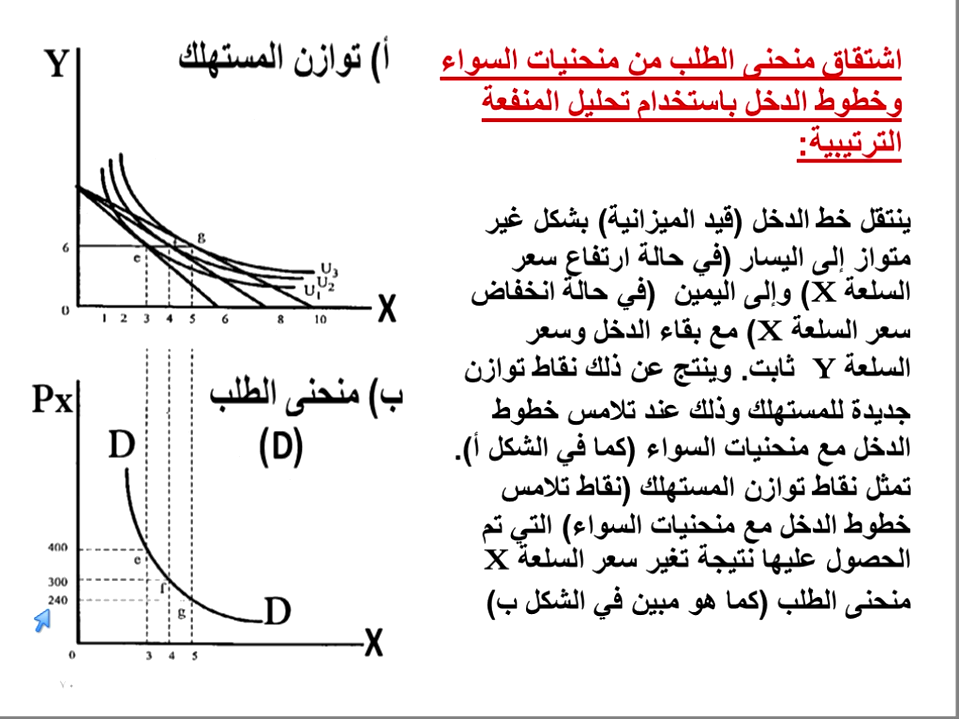 اشتقاق منحنى الطلب من منحنيات السواء
وخطوط الدخل باستخدام تحليل المنفعة
الترتيبية:
ينتقل خط الدخل (قيد الميزانية) بشكل غير
متواز إلى اليسار (في حالة ارتفاع سعر
السلعة X) وإلى اليمين (في حالة انخفاض
سعر السلعة X) مع بقاء الدخل وسعر
السلعة Y ثابت. وينتج عن ذلك نقاط توازن
جديدة للمستهلك وذلك عند تلامس خطوط
الدخل مع منحنيات السواء (كما في الشكل أ).
تمثل نقاط توازن المستهلك (نقاط تلامس
خطوط الدخل مع منحنيات السواء) التي تم
الحصول عليها نتيجة تغير سعر السلعة X
منحنى الطلب (كما هو مبين في الشكل ب)
أ) توازن المستهلك
Y
6
e f g
U3
U2
U1
0 1 2 3 4 5 6 8 10 X
ب) منحنى الطلب
(D)
Px
D
400
e
300
f
240
g
D
0 3 4 5 X